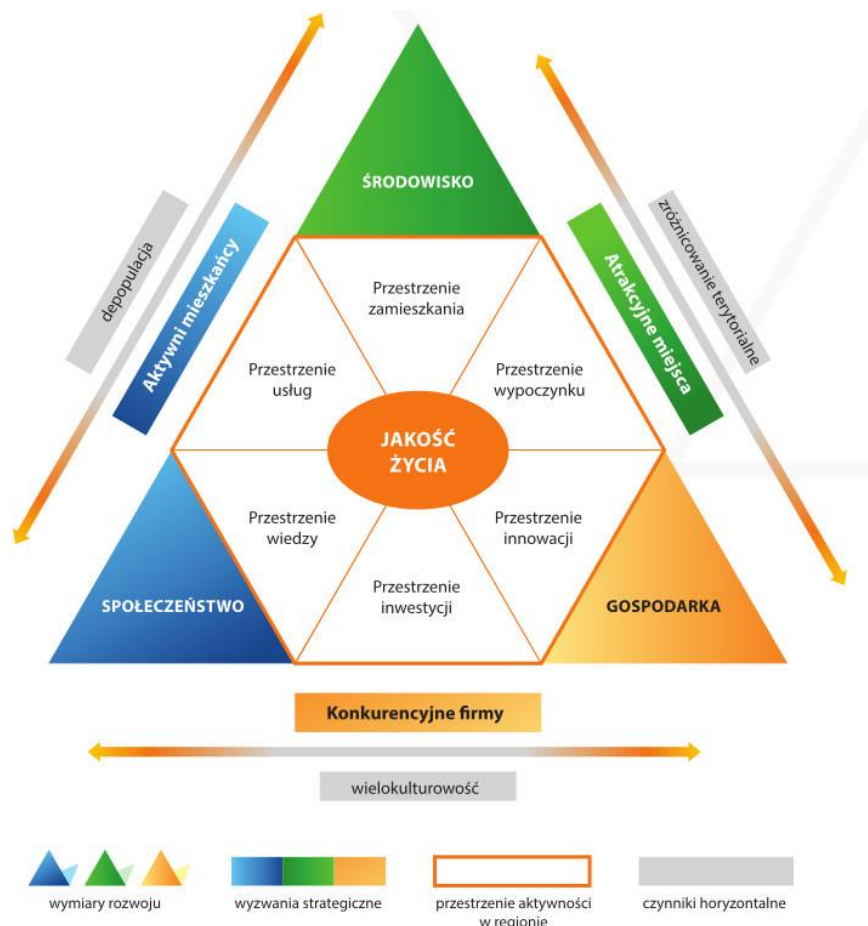 ŚRODOWISKO
depopulacja
Aktywni mieszkańcy
Atrakcyjne miejsca
zróżnicowanie terytorialne
Przestrzenie
zamieszkania
Przestrzenie
usług
Przestrzenie
wypoczynku
JAKOŚĆ
ŻYCIA
Przestrzenie
wiedzy
Przestrzenie
innowacji
Przestrzenie
inwestycji
SPOŁECZEŃSTWO
GOSPODARKA
Konkurencyjne firmy
wielokulturowość
wymiary rozwoju
wyzwania strategiczne
przestrzenie aktywności
w regionie
czynniki horyzontalne